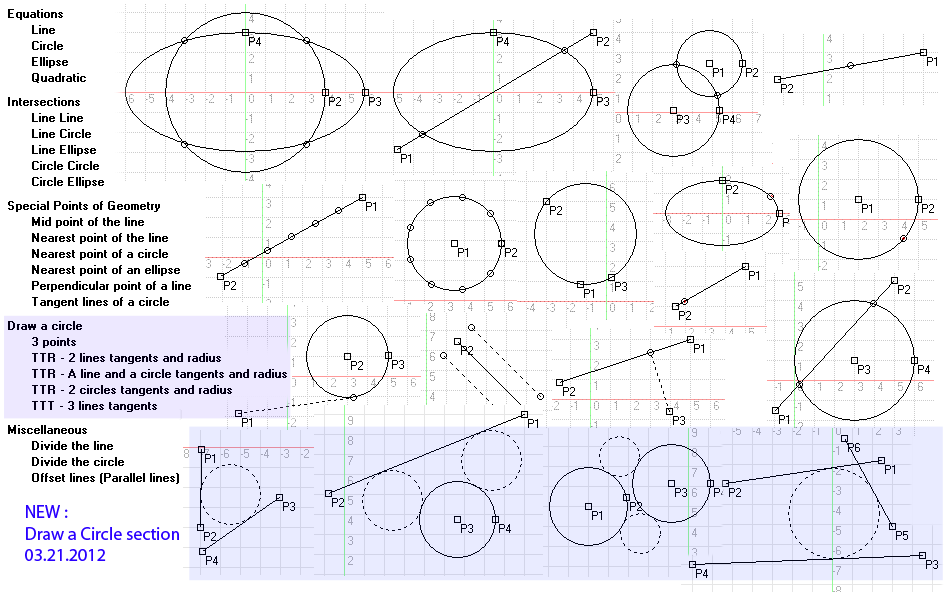 Equations
Line
Circle
Ellipse
Quadratic
Intersections
Line Line
Line Circle
Line Ellipse
Circle Circle
Circle Ellipse
Special Points of Geometry
Mid point of the line
Nearest point of the line
Nearest point of a circle
Nearest point of an ellipse
Perpendicular point of a line
Tangent lines of a circle
Draw a circle
3 points
TTR - 2 lines tangents and radius
TTR - A line and a circle tangents and radius
TTR - 2 circles tangents and radius
TTT - 3 lines tangents
Miscellaneous
Divide the line
Divide the circle
Offset lines (Parallel lines)
NEW :
Draw a Circle section
03.21.2012
P4
P2 P3
P4
P2
P3
P1
P1 P2
P3 P4
P1
P2
P1
P2
P1 P2
P2
P1 P3
P2
P1
P2
P1
P2
P2
P4
P3
P1
P2 P3
P1
P2
P1
P1
P2
P3
P1
P2
P3
P4
P2
P3 P4
P1 P2
P3
P2
P6
P1
P5
P4 P3